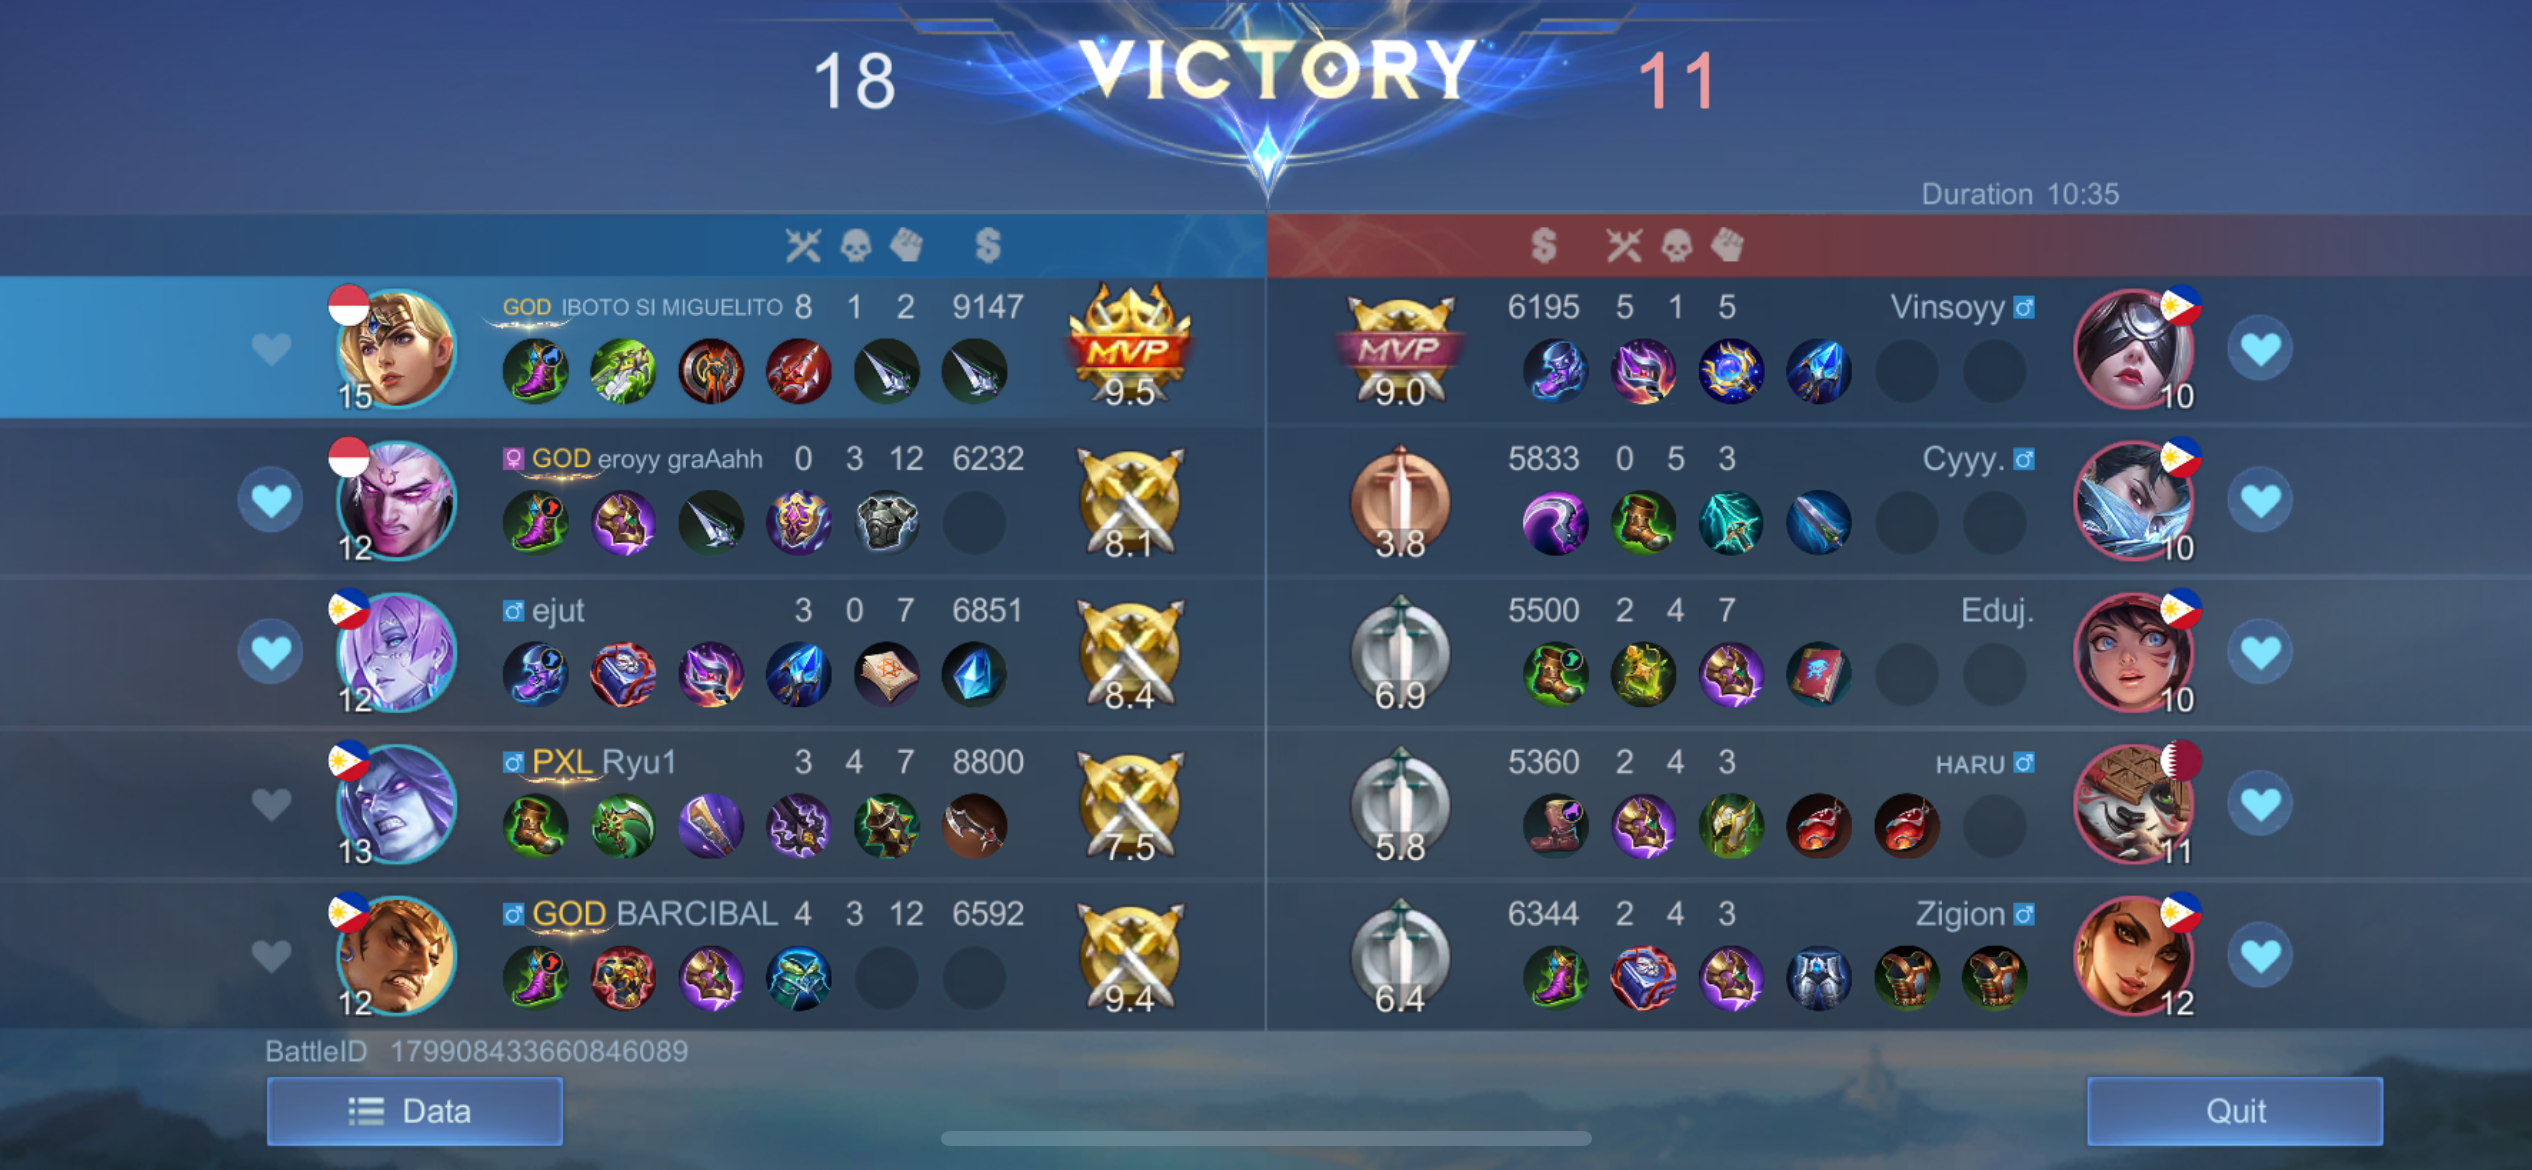 18 VICTORY 11
Duration 10:35
GOD IBOTO SI MIGUELITO 8 1 2 9147 MVP 9.5 15
MVP 9.0 6195 5 1 5 Vinsoyy 10
GOD eroyy graAahh 0 3 12 6232 8.1 12
3.8 5833 0 5 3 Cyyy. 10
ejut 3 0 7 6851 8.4 12
6.9 5500 2 4 7 Eduj. 10
PXL Ryu1 3 4 7 8800 7.5 13
5.8 5360 2 4 3 HARU 11
GOD BARCIBAL 4 3 12 6592 9.4 12
6.4 6344 2 4 3 Zigion 12
BattleID 179908433660846089
Data
Quit